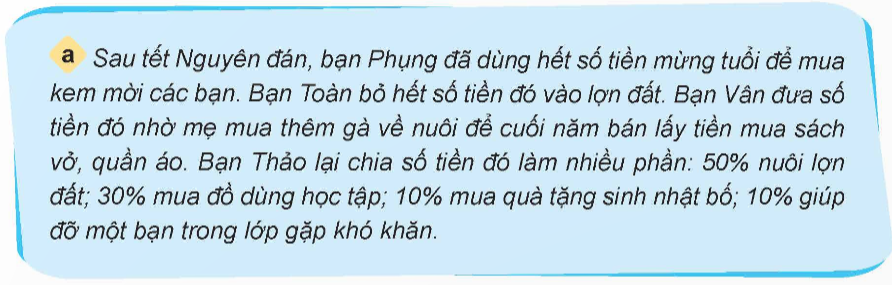 a Sau tết Nguyên đán, bạn Phụng đã dùng hết số tiền mừng tuổi để mua
kem mời các bạn. Bạn Toàn bỏ hết số tiền đó vào lợn đất. Bạn Vân đưa số
tiền đó nhờ mẹ mua thêm gà về nuôi để cuối năm bán lấy tiền mua sách
vở, quần áo. Bạn Thảo lại chia số tiền đó làm nhiều phần: 50% nuôi lợn
đất; 30% mua đồ dùng học tập; 10% mua quà tặng sinh nhật bố; 10% giúp
đỡ một bạn trong lớp gặp khó khăn.